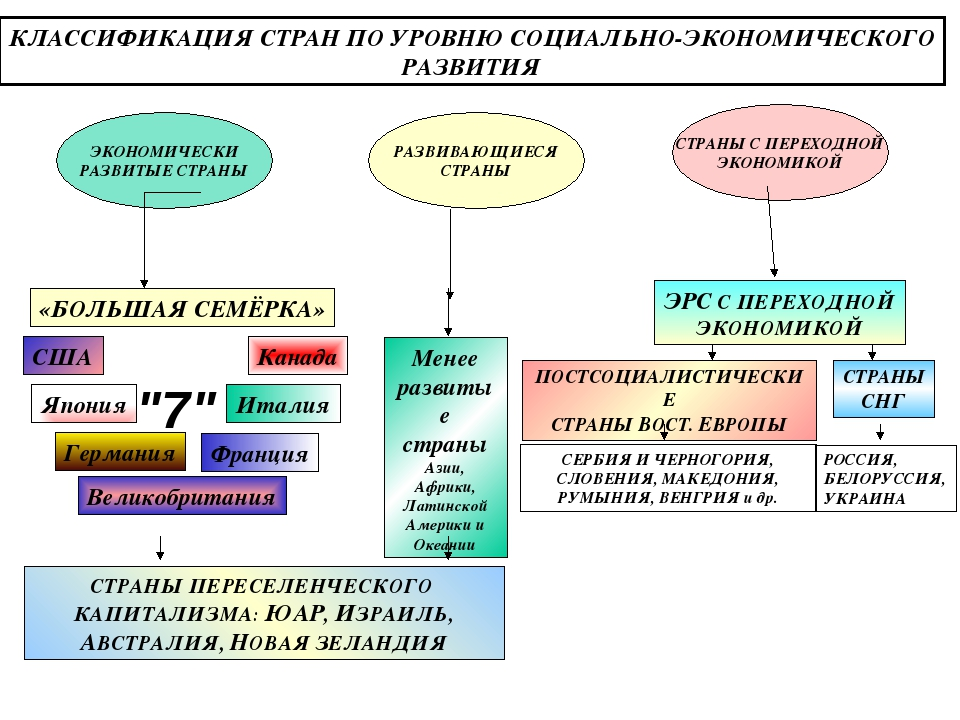 КЛАССИФИКАЦИЯ СТРАН ПО УРОВНЮ СОЦИАЛЬНО-ЭКОНОМИЧЕСКОГО
РАЗВИТИЯ
ЭКОНОМИЧЕСКИ
РАЗВИТЫЕ СТРАНЫ
РАЗВИВАЮЩИЕСЯ
СТРАНЫ
СТРАНЫ С ПЕРЕХОДНОЙ
ЭКОНОМИКОЙ
«БОЛЬШАЯ СЕМЁРКА»
США
Канада
Япония
"7"
Италия
Германия
Франция
Великобритания
Менее
развиты
е
страны
Азии,
Африки,
Латинской
Америки и
Океании
ЭРС С ПЕРЕХОДНОЙ
ЭКОНОМИКОЙ
ПОСТСОЦИАЛИСТИЧЕСКИ
Е
СТРАНЫ ВОСТ. ЕВРОПЫ
СТРАНЫ
СНГ
СЕРБИЯ И ЧЕРНОГОРИЯ,
СЛОВЕНИЯ, МАКЕДОНИЯ,
РУМЫНИЯ, ВЕНГРИЯ и др.
РОССИЯ,
БЕЛОРУССИЯ,
УКРАИНА
СТРАНЫ ПЕРЕСЕЛЕНЧЕСКОГО
КАПИТАЛИЗМА: ЮАР, ИЗРАИЛЬ,
АВСТРАЛИЯ, НОВАЯ ЗЕЛАНДИЯ